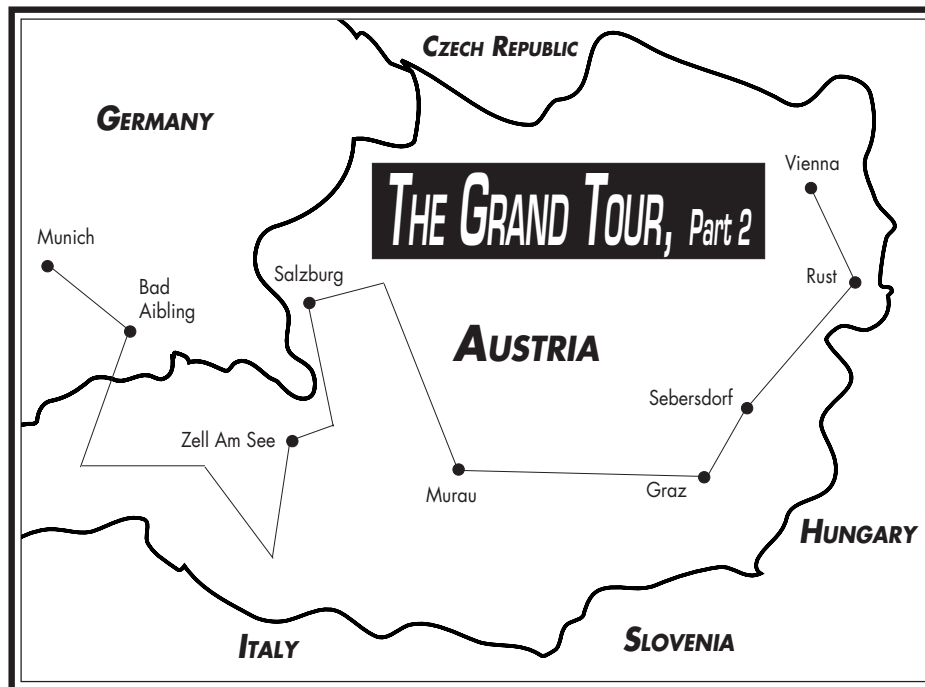 CZECH REPUBLIC
GERMANY
Vienna
THE GRAND TOUR, Part 2
Munich
Salzburg
Rust
Bad
Aibling
AUSTRIA
Sebersdorf
Zell Am See
Murau
Graz
HUNGARY
ITALY
SLOVENIA